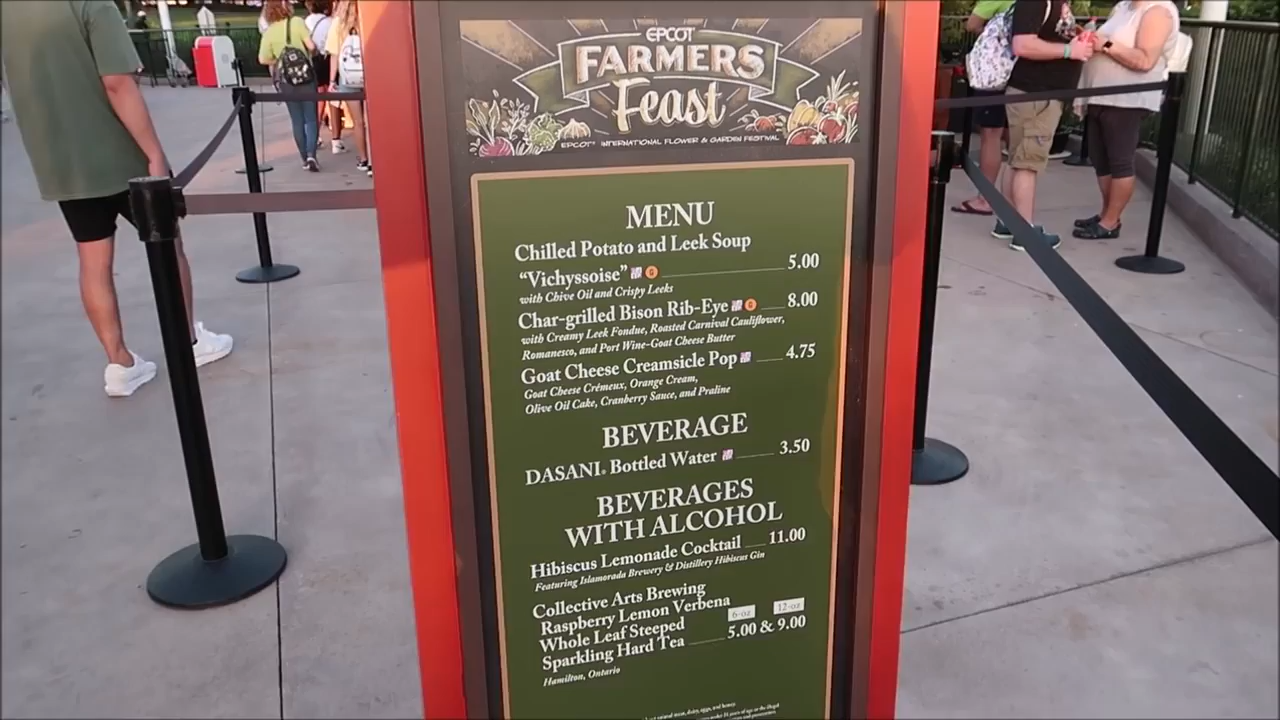 EPCOT
FARMERS
Feast
EPCOT® INTERNATIONAL FLOWER & GARDEN FESTIVAL
MENU
Chilled Potato and Leek Soup
“Vichyssoise” 5.00
with Chive Oil and Crispy Leeks
Char-grilled Bison Rib-Eye 8.00
with Creamy Leek Fondue, Roasted Carnival Cauliflower,
Romanesco, and Port Wine-Goat Cheese Butter
Goat Cheese Creamsicle Pop 4.75
Goat Cheese Crémeux, Orange Cream,
Olive Oil Cake, Cranberry Sauce, and Praline
BEVERAGE
DASANI® Bottled Water 3.50
BEVERAGES
WITH ALCOHOL
Hibiscus Lemonade Cocktail 11.00
Featuring Islamorada Brewery & Distillery Hibiscus Gin
Collective Arts Brewing
Raspberry Lemon Verbena
Whole Leaf Steeped 6-oz 12-oz
Sparkling Hard Tea 5.00 & 9.00
Hamilton, Ontario